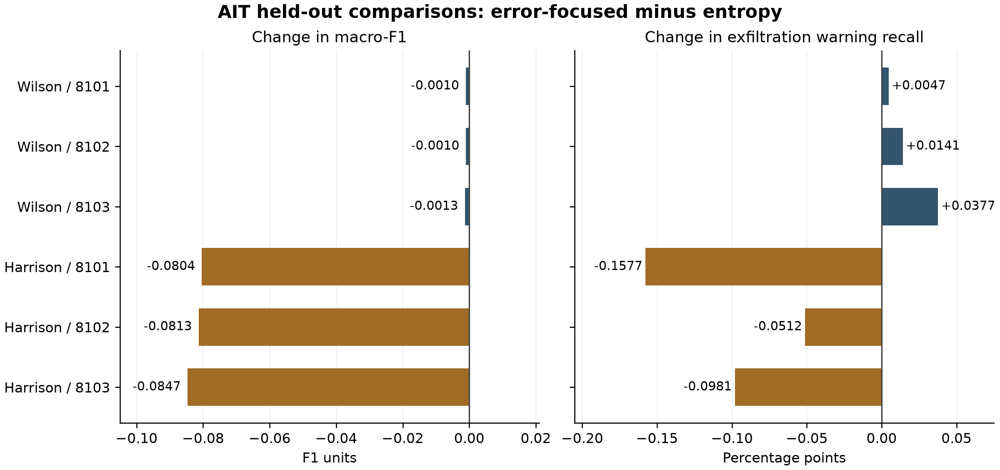 AIT held-out comparisons: error-focused minus entropy
Change in macro-F1
Wilson / 8101
-0.0010
Wilson / 8102
-0.0010
Wilson / 8103
-0.0013
Harrison / 8101
-0.0804
Harrison / 8102
-0.0813
Harrison / 8103
-0.0847
−0.10 −0.08 −0.06 −0.04 −0.02 0.00 0.02
F1 units
Change in exfiltration warning recall
+0.0047
+0.0141
+0.0377
-0.1577
-0.0512
-0.0981
−0.20 −0.15 −0.10 −0.05 0.00 0.05
Percentage points